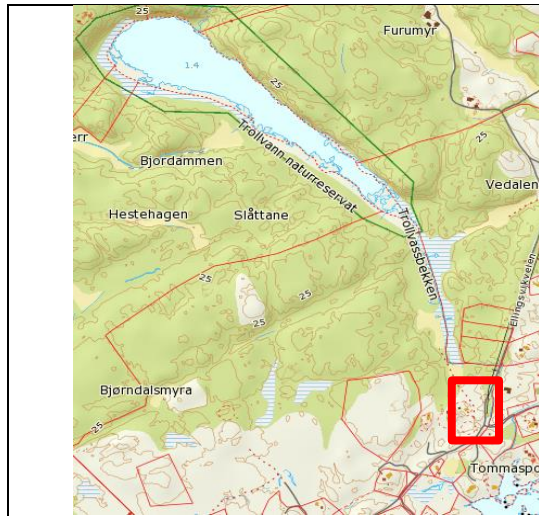 25
Furumyr
1.4
25
25
err
Bjordammen
Trollvann naturreservat
Vedalen
Hestehagen
Slåttane
Trollvassbekken
Ellingsvikveien
25
25
25
Bjørndalsmyra
25
Tommaspo